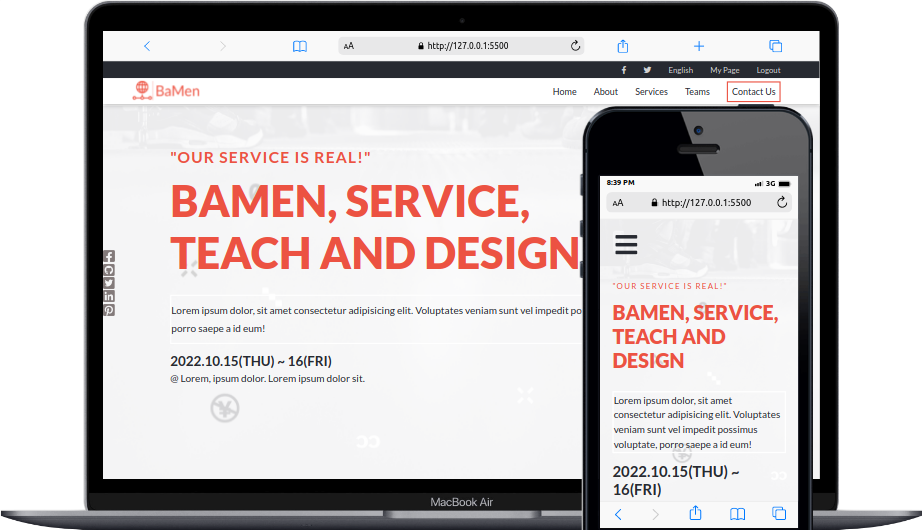 AA http://127.0.0.1:5500
English My Page Logout
BaMen
Home About Services Teams Contact Us
"OUR SERVICE IS REAL!"
BAMEN, SERVICE,
TEACH AND DESIGN
Lorem ipsum dolor, sit amet consectetur adipisicing elit. Voluptates veniam sunt vel impedit po
porro saepe a id eum!
2022.10.15(THU) ~ 16(FRI)
@ Lorem, ipsum dolor. Lorem ipsum dolor sit.
MacBook Air
8:39 PM 3G
AA http://127.0.0.1:5500
"OUR SERVICE IS REAL!"
BAMEN, SERVICE,
TEACH AND
DESIGN
Lorem ipsum dolor, sit amet
consectetur adipisicing elit. Voluptates
veniam sunt vel impedit possimus
voluptate, porro saepe a id eum!
2022.10.15(THU) ~
16(FRI)